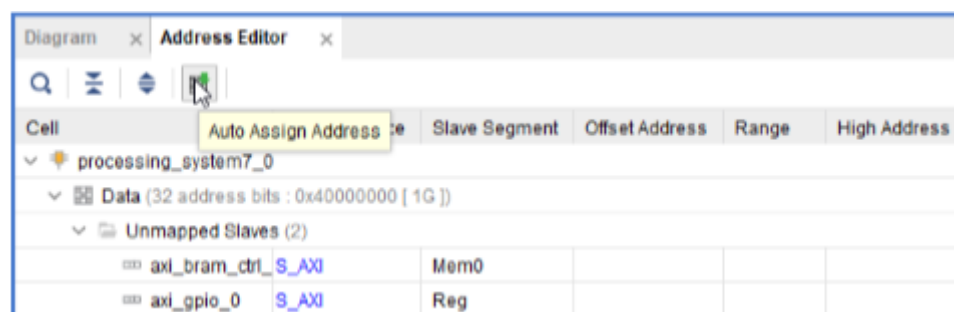 Diagram × Address Editor ×
Auto Assign Address
Cell Slave Segment Offset Address Range High Address
processing_system7_0
Data (32 address bits : 0x40000000 [ 1G ])
Unmapped Slaves (2)
axi_bram_ctrl_ S_AXI Mem0
axi_gpio_0 S_AXI Reg